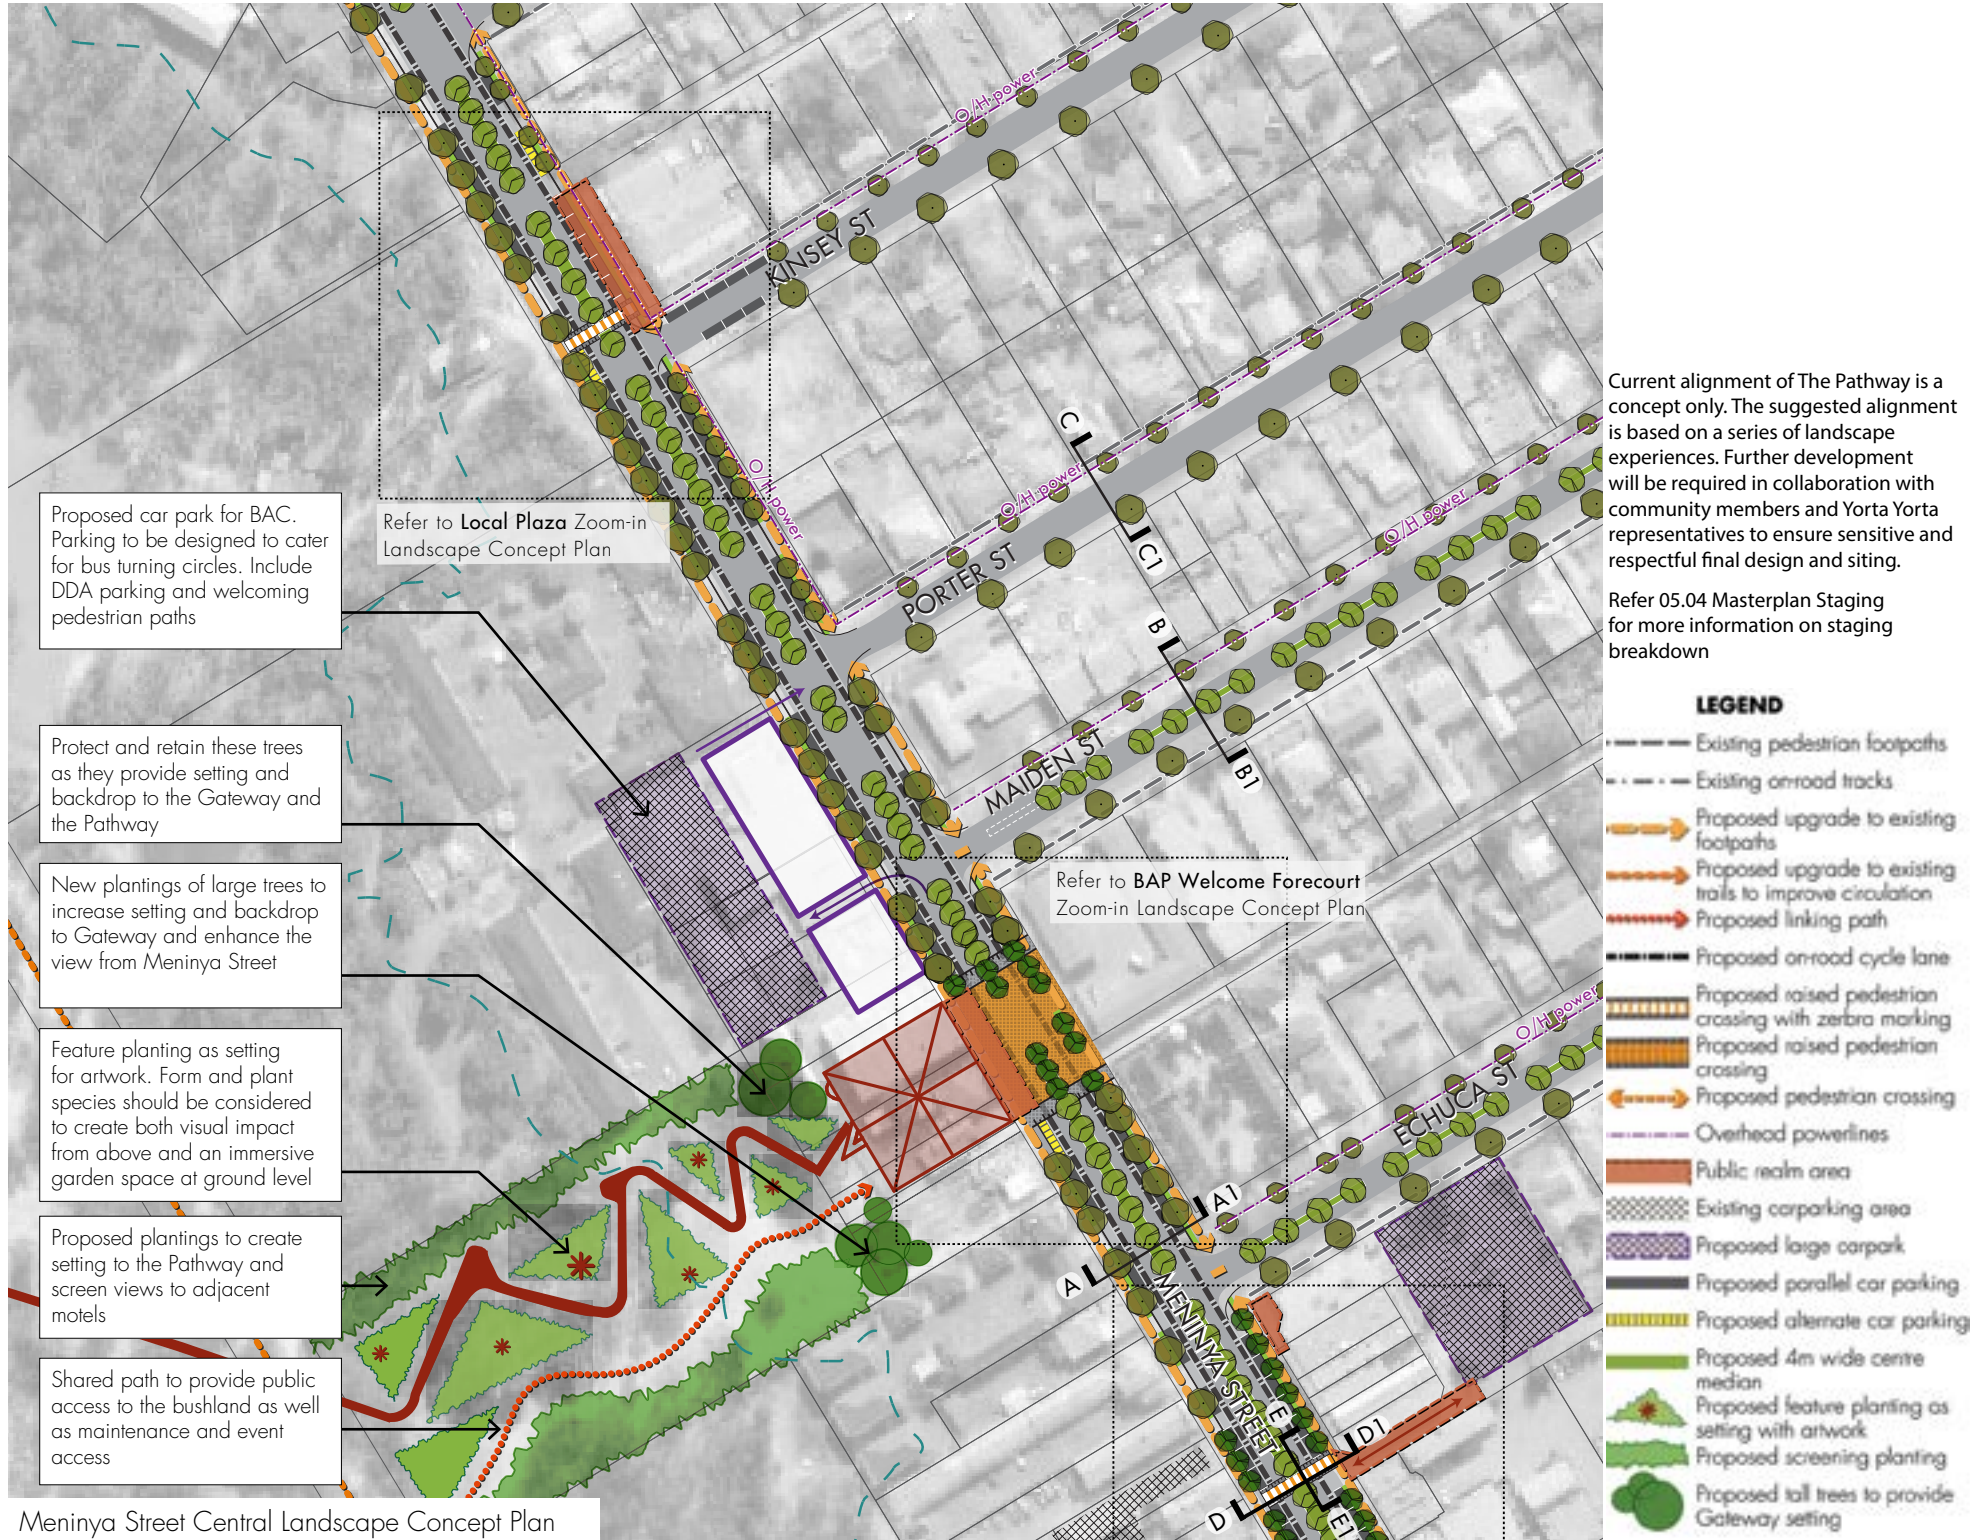 KINSEY ST
O/H power
PORTER ST
O/H power
O/H power
MAIDEN ST
O/H power
ECHUCA ST
O/H power
MENINYA STREET
C
C1
B
B1
A
A1
D
D1
E
E1
Refer to Local Plaza Zoom-in
Landscape Concept Plan
Refer to BAP Welcome Forecourt
Zoom-in Landscape Concept Plan
Proposed car park for BAC.
Parking to be designed to cater
for bus turning circles. Include
DDA parking and welcoming
pedestrian paths
Protect and retain these trees
as they provide setting and
backdrop to the Gateway and
the Pathway
New plantings of large trees to
increase setting and backdrop
to Gateway and enhance the
view from Meninya Street
Feature planting as setting
for artwork. Form and plant
species should be considered
to create both visual impact
from above and an immersive
garden space at ground level
Proposed plantings to create
setting to the Pathway and
screen views to adjacent
motels
Shared path to provide public
access to the bushland as well
as maintenance and event
access
Meninya Street Central Landscape Concept Plan
Current alignment of The Pathway is a
concept only. The suggested alignment
is based on a series of landscape
experiences. Further development
will be required in collaboration with
community members and Yorta Yorta
representatives to ensure sensitive and
respectful final design and siting.
Refer 05.04 Masterplan Staging
for more information on staging
breakdown
LEGEND
Existing pedestrian footpaths
Existing on-road tracks
Proposed upgrade to existing
footpaths
Proposed upgrade to existing
trails to improve circulation
Proposed linking path
Proposed on-road cycle lane
Proposed raised pedestrian
crossing with zerbra marking
Proposed raised pedestrian
crossing
Proposed pedestrian crossing
Overhead powerlines
Public realm area
Existing carparking area
Proposed large carpark
Proposed parallel car parking
Proposed alternate car parking
Proposed 4m wide centre
median
Proposed feature planting as
setting with artwork
Proposed screening planting
Proposed tall trees to provide
Gateway setting